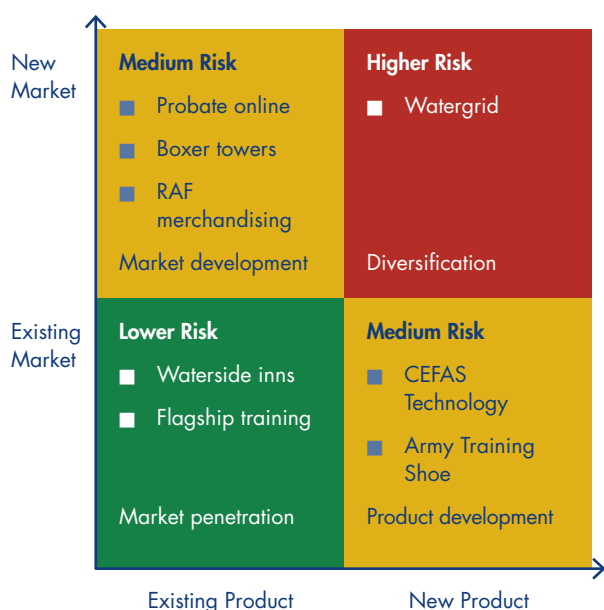 New
Market
Medium Risk
Probate online
Boxer towers
RAF
merchandising
Market development
Higher Risk
Watergrid
Diversification
Existing
Market
Lower Risk
Waterside inns
Flagship training
Market penetration
Medium Risk
CEFAS
Technology
Army Training
Shoe
Product development
Existing Product
New Product